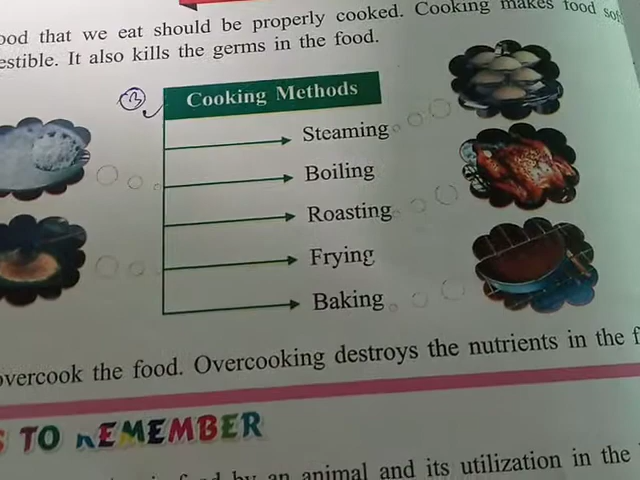 ood that we eat should be properly cooked. Cooking makes food sof
estible. It also kills the germs in the food.
Cooking Methods
Steaming
Boiling
Roasting
Frying
Baking
overcook the food. Overcooking destroys the nutrients in the f
S TO REMEMBER
food by an animal and its utilization in the